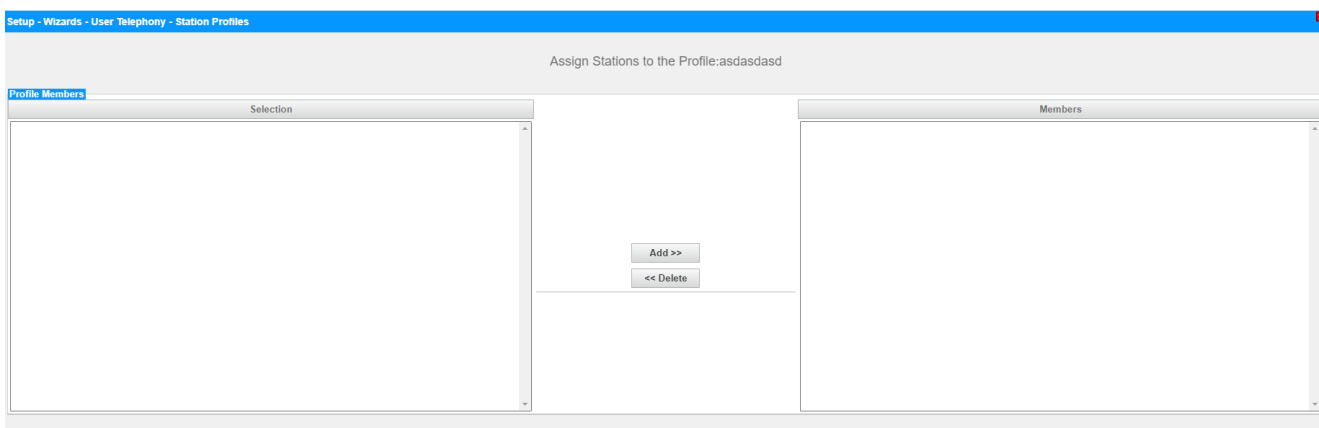 Setup - Wizards - User Telephony - Station Profiles
Assign Stations to the Profile:asdasdasd
Profile Members
Selection
Members
Add >>
<< Delete